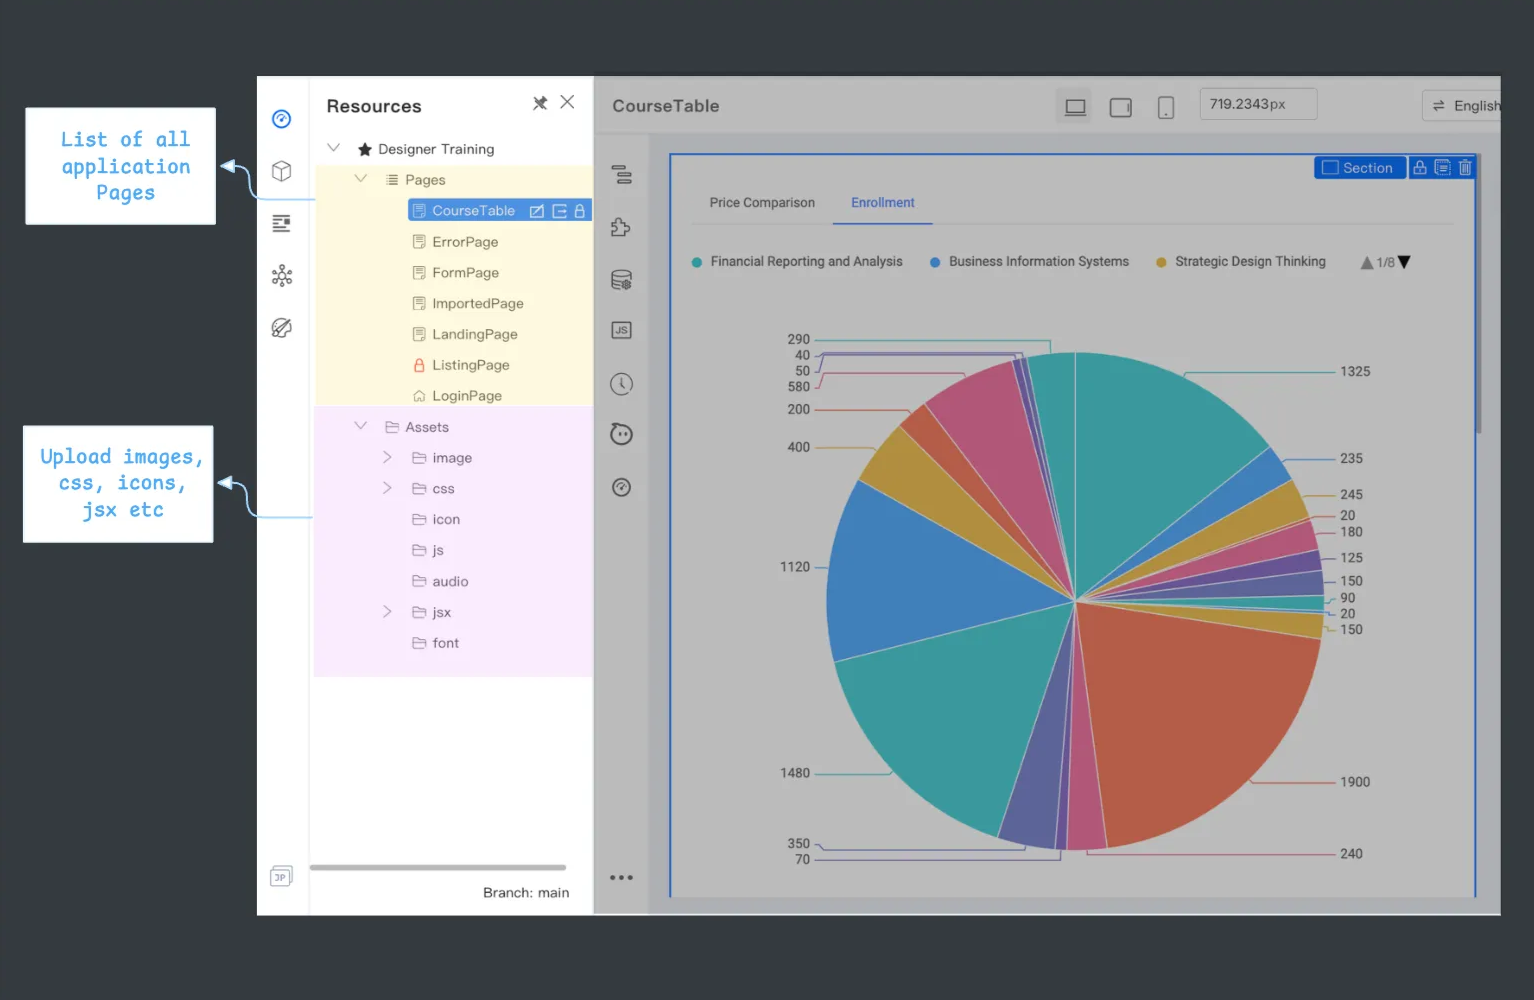 List of all
application
Pages
Upload images,
css, icons,
jsx etc
Resources
Designer Training
Pages
CourseTable
ErrorPage
FormPage
ImportedPage
LandingPage
ListingPage
LoginPage
Assets
image
css
icon
js
audio
jsx
font
JP
Branch: main
CourseTable
719.2343px
English
JS
Section
Price Comparison
Enrollment
Financial Reporting and Analysis
Business Information Systems
Strategic Design Thinking
1/8
290
40
50
580
200
400
1120
1480
350
70
1325
235
245
20
180
125
150
90
20
150
1900
240